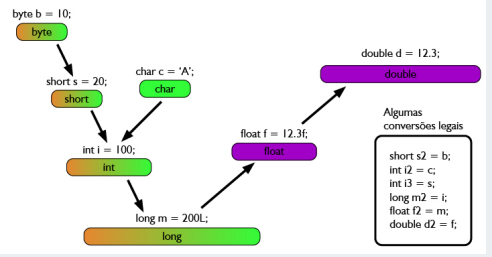 byte b = 10;
byte
short s = 20;
short
char c = 'A';
char
int i = 100;
int
long m = 200L;
long
float f = 12.3f;
float
double d = 12.3;
double
Algumas
conversões legais
short s2 = b;
int i2 = c;
int i3 = s;
long m2 = i;
float f2 = m;
double d2 = f;